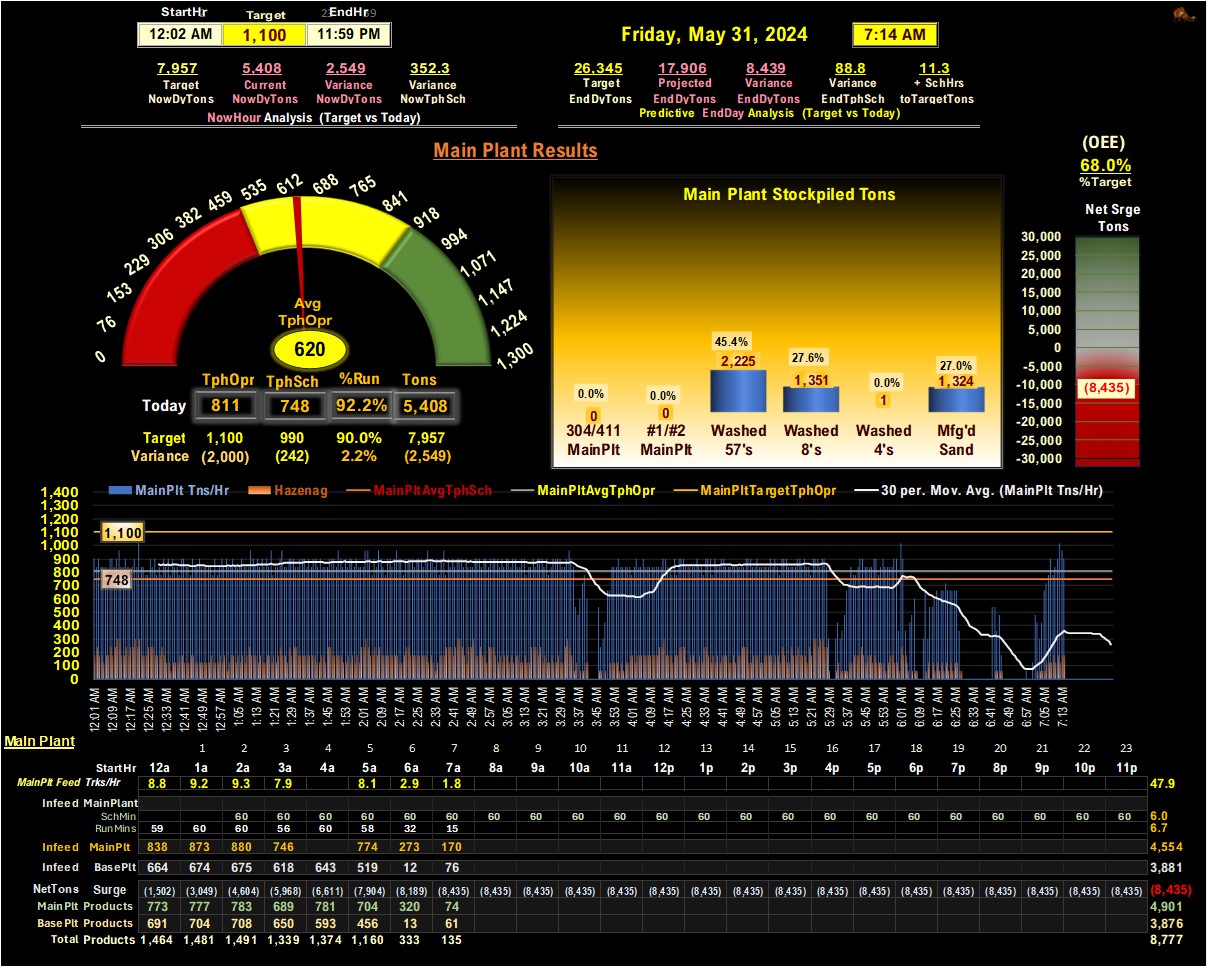 StartHr Target EndHr
12:02 AM 1,100 11:59 PM
Friday, May 31, 2024 7:14 AM
7,957 5,408 2,549 352.3
Target Current Variance Variance
NowDyTons NowDyTons NowDyTons NowTphSch
NowHour Analysis (Target vs Today)
26,345 17,906 8,439 88.8 11.3
Target Projected Variance Variance + SchHrs
EndDyTons EndDyTons EndDyTons EndTphSch toTargetTons
Predictive EndDay Analysis (Target vs Today)
Main Plant Results
(OEE)
68.0%
%Target
0 76 153 229 306 382 459 535 612 688 765 841 918 994 1,071 1,147 1,224 1,300
Avg
TphOpr
620
TphOpr TphSch %Run Tons
Today 811 748 92.2% 5,408
Target 1,100 990 90.0% 7,957
Variance (2,000) (242) 2.2% (2,549)
Main Plant Stockpiled Tons
0.0% 0.0% 45.4% 27.6% 0.0% 27.0%
0 0 2,225 1,351 1 1,324
304/411 #1/#2 Washed Washed Washed Mfg'd
MainPlt MainPlt 57's 8's 4's Sand
Net Srge
Tons
30,000
25,000
20,000
15,000
10,000
5,000
0
-5,000
-10,000
-15,000
-20,000
-25,000
-30,000
(8,435)
MainPlt Tns/Hr Hazenag MainPltAvgTphSch MainPltAvgTphOpr MainPltTargetTphOpr 30 per. Mov. Avg. (MainPlt Tns/Hr)
1,400
1,300
1,200
1,100
1,000
900
800
700
600
500
400
300
200
100
0
1,100
748
12:01 AM 12:09 AM 12:17 AM 12:25 AM 12:33 AM 12:41 AM 12:49 AM 12:57 AM 1:05 AM 1:13 AM 1:21 AM 1:29 AM 1:37 AM 1:45 AM 1:53 AM 2:01 AM 2:09 AM 2:17 AM 2:25 AM 2:33 AM 2:41 AM 2:49 AM 2:57 AM 3:05 AM 3:13 AM 3:21 AM 3:29 AM 3:37 AM 3:45 AM 3:53 AM 4:01 AM 4:09 AM 4:17 AM 4:25 AM 4:33 AM 4:41 AM 4:49 AM 4:57 AM 5:05 AM 5:13 AM 5:21 AM 5:29 AM 5:37 AM 5:45 AM 5:53 AM 6:01 AM 6:09 AM 6:17 AM 6:25 AM 6:33 AM 6:41 AM 6:49 AM 6:57 AM 7:05 AM 7:13 AM
Main Plant
1 2 3 4 5 6 7 8 9 10 11 12 13 14 15 16 17 18 19 20 21 22 23
StartHr 12a 1a 2a 3a 4a 5a 6a 7a 8a 9a 10a 11a 12p 1p 2p 3p 4p 5p 6p 7p 8p 9p 10p 11p
MainPlt Feed Trks/Hr 8.8 9.2 9.3 7.9 8.1 2.9 1.8 47.9
Infeed MainPlant
SchMin 60 60 60 60 60 60 60 60 60 60 60 60 60 60 60 60 60 60 60 60 60 60 6.0
RunMins 59 60 60 56 60 58 32 15 6.7
Infeed MainPlt 838 873 880 746 774 273 170 4,554
Infeed BasePlt 664 674 675 618 643 519 12 76 3,881
NetTons Surge (1,502) (3,049) (4,604) (5,968) (6,611) (7,904) (8,189) (8,435) (8,435) (8,435) (8,435) (8,435) (8,435) (8,435) (8,435) (8,435) (8,435) (8,435) (8,435) (8,435) (8,435) (8,435) (8,435) (8,435) (8,435)
MainPlt Products 773 777 783 689 781 704 320 74 4,901
BasePlt Products 691 704 708 650 593 456 13 61 3,876
Total Products 1,464 1,481 1,491 1,339 1,374 1,160 333 135 8,777